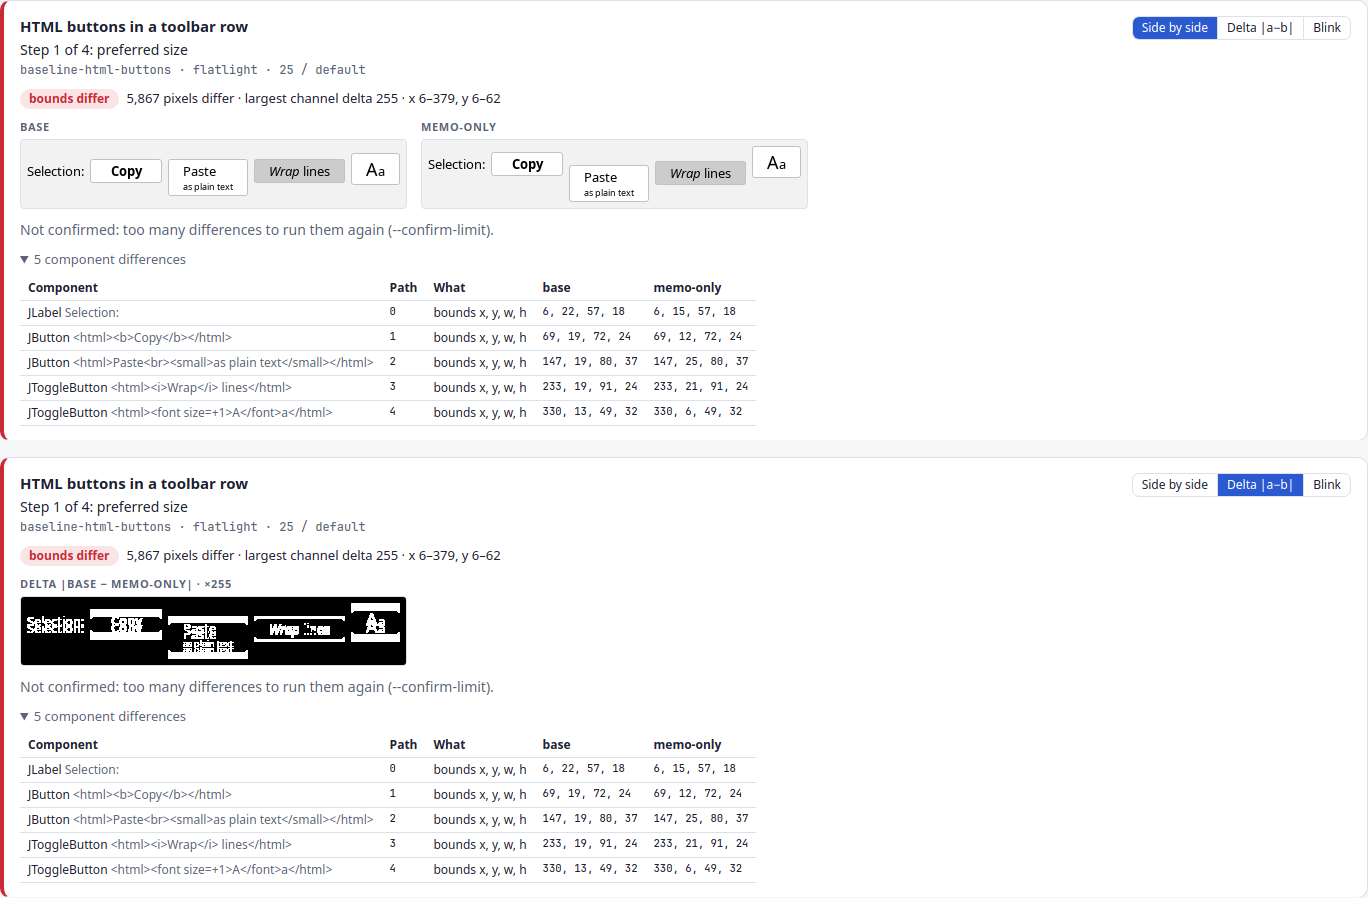 HTML buttons in a toolbar row
Side by side Delta |a−b| Blink
Step 1 of 4: preferred size
baseline-html-buttons · flatlight · 25 / default
bounds differ 5,867 pixels differ · largest channel delta 255 · x 6–379, y 6–62
BASE MEMO-ONLY
Selection: Copy Paste as plain text Wrap lines Aa
Selection: Copy Paste as plain text Wrap lines Aa
Not confirmed: too many differences to run them again (--confirm-limit).
▼ 5 component differences
Component Path What base memo-only
JLabel Selection: 0 bounds x, y, w, h 6, 22, 57, 18 6, 15, 57, 18
JButton <html><b>Copy</b></html> 1 bounds x, y, w, h 69, 19, 72, 24 69, 12, 72, 24
JButton <html>Paste<br><small>as plain text</small></html> 2 bounds x, y, w, h 147, 19, 80, 37 147, 25, 80, 37
JToggleButton <html><i>Wrap</i> lines</html> 3 bounds x, y, w, h 233, 19, 91, 24 233, 21, 91, 24
JToggleButton <html><font size=+1>A</font>a</html> 4 bounds x, y, w, h 330, 13, 49, 32 330, 6, 49, 32
HTML buttons in a toolbar row
Side by side Delta |a−b| Blink
Step 1 of 4: preferred size
baseline-html-buttons · flatlight · 25 / default
bounds differ 5,867 pixels differ · largest channel delta 255 · x 6–379, y 6–62
DELTA |BASE − MEMO-ONLY| · ×255
Selection: Copy Paste as plain text Wrap lines Aa
Not confirmed: too many differences to run them again (--confirm-limit).
▼ 5 component differences
Component Path What base memo-only
JLabel Selection: 0 bounds x, y, w, h 6, 22, 57, 18 6, 15, 57, 18
JButton <html><b>Copy</b></html> 1 bounds x, y, w, h 69, 19, 72, 24 69, 12, 72, 24
JButton <html>Paste<br><small>as plain text</small></html> 2 bounds x, y, w, h 147, 19, 80, 37 147, 25, 80, 37
JToggleButton <html><i>Wrap</i> lines</html> 3 bounds x, y, w, h 233, 19, 91, 24 233, 21, 91, 24
JToggleButton <html><font size=+1>A</font>a</html> 4 bounds x, y, w, h 330, 13, 49, 32 330, 6, 49, 32